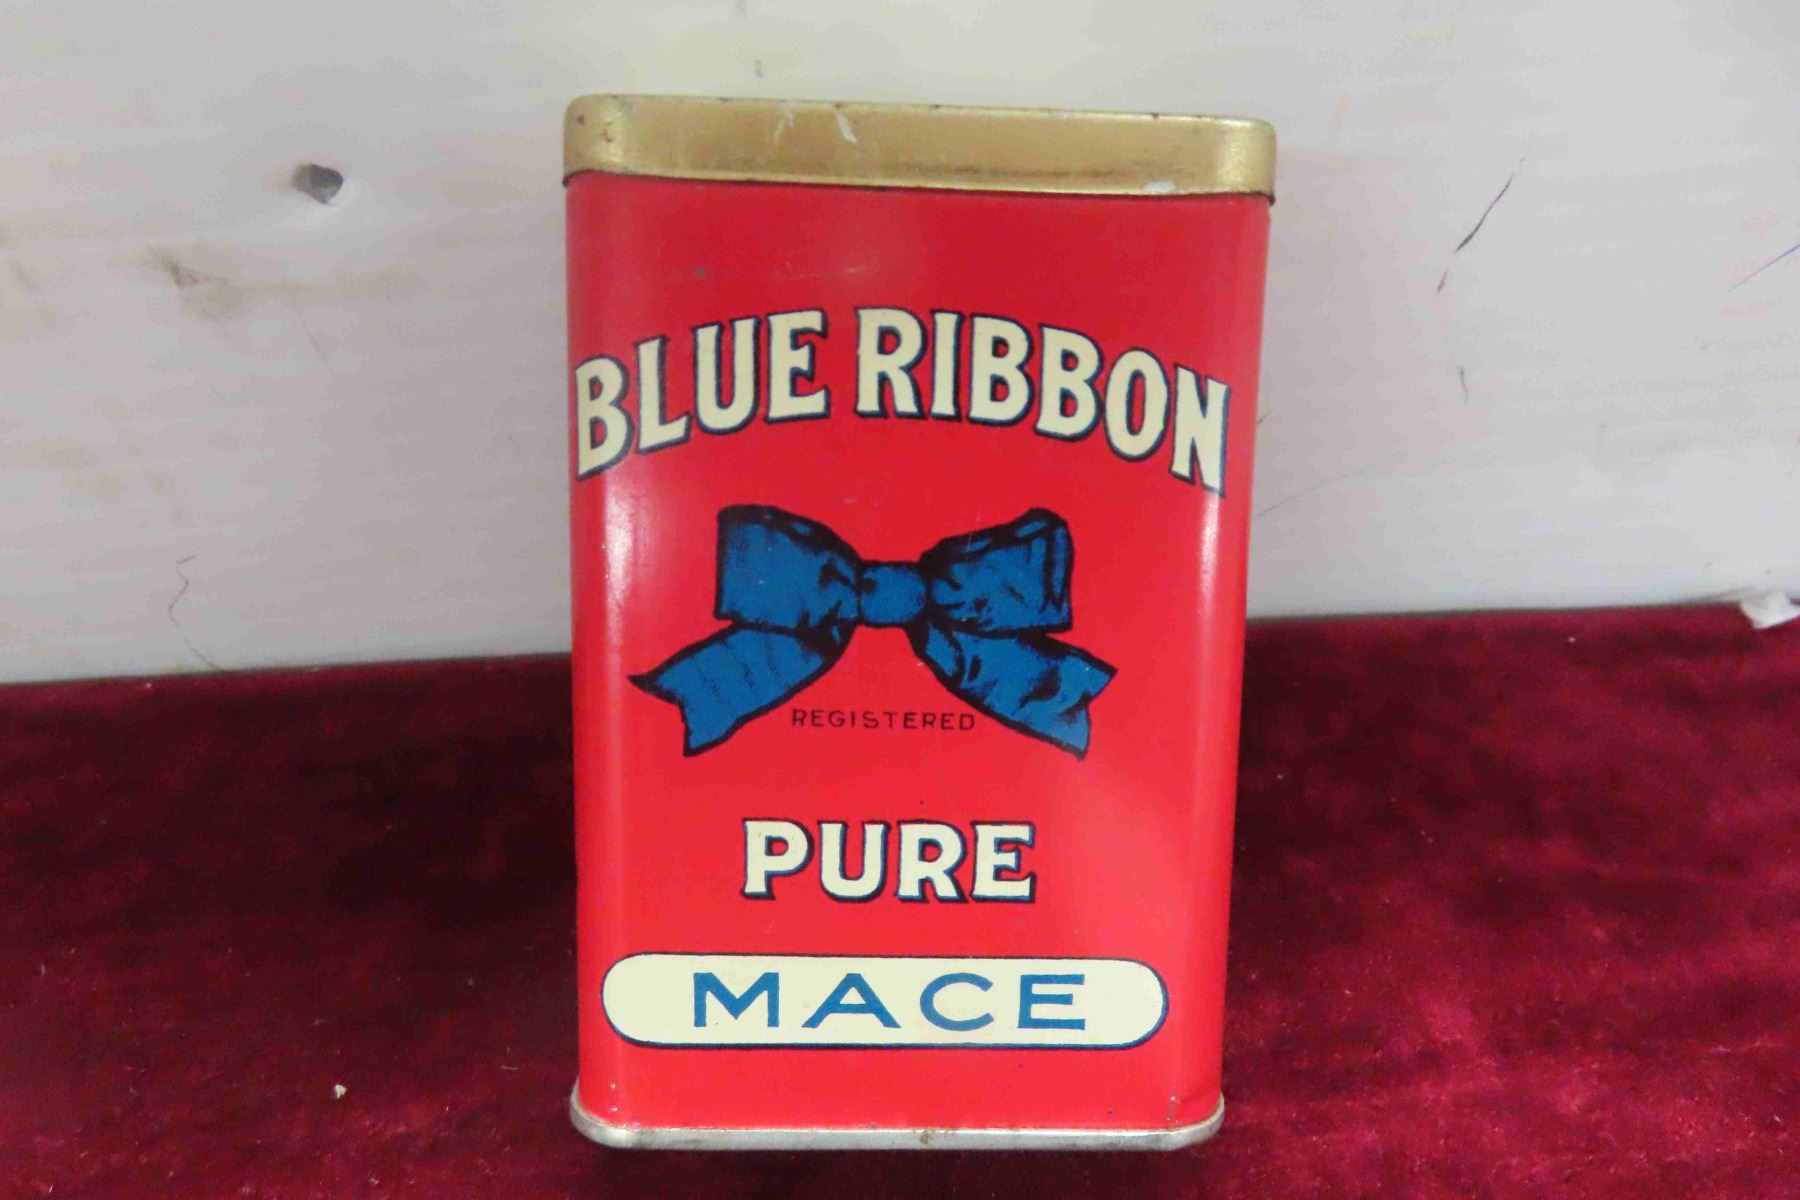 BLUE RIBBON
REGISTERED
PURE
MACE